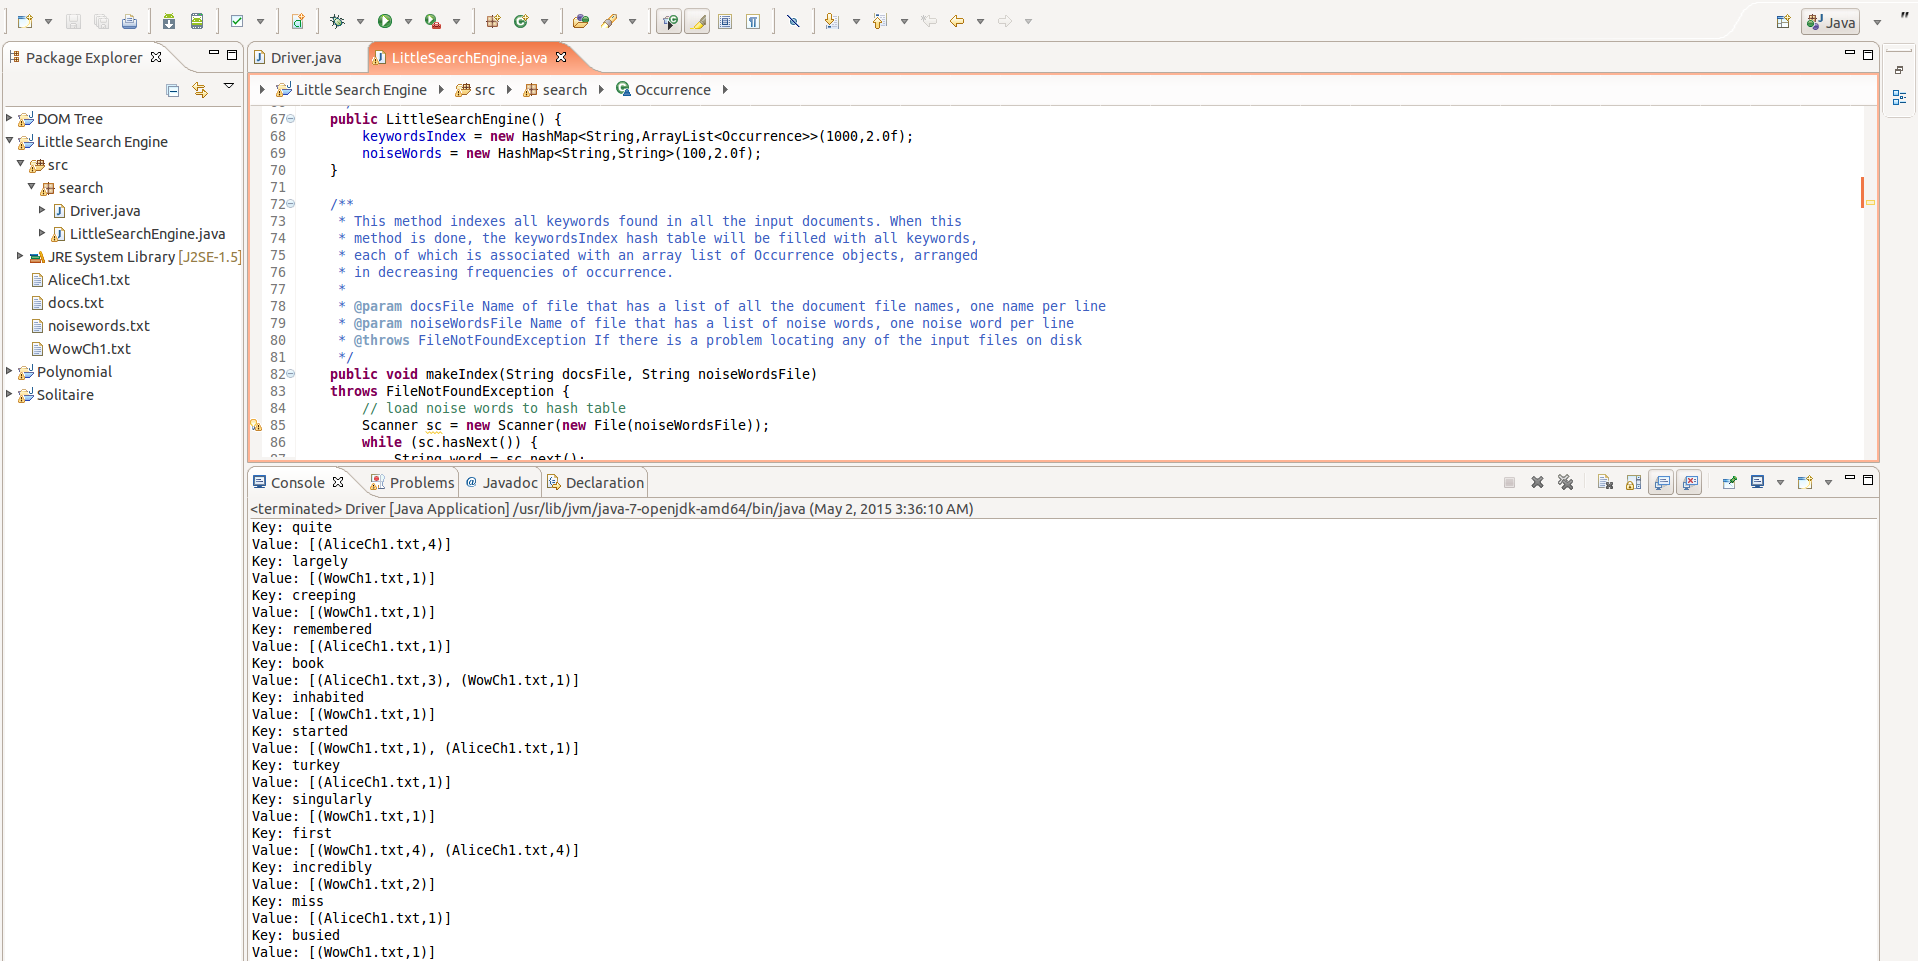 Java
"
Package Explorer
DOM Tree
Little Search Engine
src
search
Driver.java
LittleSearchEngine.java
JRE System Library [J2SE-1.5]
AliceCh1.txt
docs.txt
noisewords.txt
WowCh1.txt
Polynomial
Solitaire
Driver.java LittleSearchEngine.java
Little Search Engine src search Occurrence
67 public LittleSearchEngine() {
68 keywordsIndex = new HashMap<String,ArrayList<Occurrence>>(1000,2.0f);
69 noiseWords = new HashMap<String,String>(100,2.0f);
70 }
71
72 /**
73 * This method indexes all keywords found in all the input documents. When this
74 * method is done, the keywordsIndex hash table will be filled with all keywords,
75 * each of which is associated with an array list of Occurrence objects, arranged
76 * in decreasing frequencies of occurrence.
77 *
78 * @param docsFile Name of file that has a list of all the document file names, one name per line
79 * @param noiseWordsFile Name of file that has a list of noise words, one noise word per line
80 * @throws FileNotFoundException If there is a problem locating any of the input files on disk
81 */
82 public void makeIndex(String docsFile, String noiseWordsFile)
83 throws FileNotFoundException {
84 // load noise words to hash table
85 Scanner sc = new Scanner(new File(noiseWordsFile));
86 while (sc.hasNext()) {
87 String word = sc.next();
Console Problems @ Javadoc Declaration
<terminated> Driver [Java Application] /usr/lib/jvm/java-7-openjdk-amd64/bin/java (May 2, 2015 3:36:10 AM)
Key: quite
Value: [(AliceCh1.txt,4)]
Key: largely
Value: [(WowCh1.txt,1)]
Key: creeping
Value: [(WowCh1.txt,1)]
Key: remembered
Value: [(AliceCh1.txt,1)]
Key: book
Value: [(AliceCh1.txt,3), (WowCh1.txt,1)]
Key: inhabited
Value: [(WowCh1.txt,1)]
Key: started
Value: [(WowCh1.txt,1), (AliceCh1.txt,1)]
Key: turkey
Value: [(AliceCh1.txt,1)]
Key: singularly
Value: [(WowCh1.txt,1)]
Key: first
Value: [(WowCh1.txt,4), (AliceCh1.txt,4)]
Key: incredibly
Value: [(WowCh1.txt,2)]
Key: miss
Value: [(AliceCh1.txt,1)]
Key: busied
Value: [(WowCh1.txt,1)]